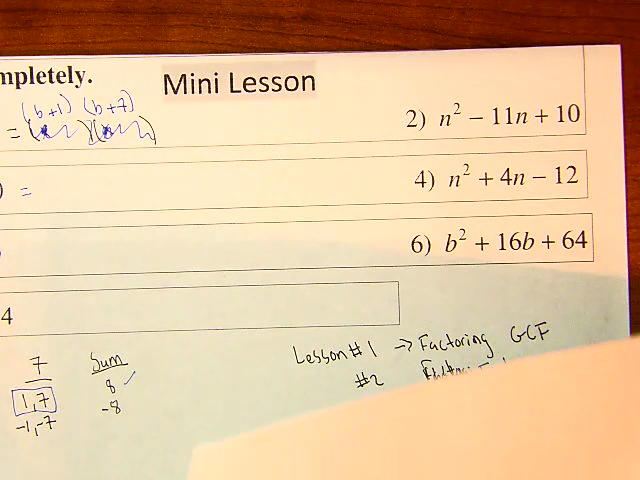 mpletely.
Mini Lesson
(b+1) (b+7)
=
2) n² − 11n + 10
) =
4) n² + 4n − 12
6) b² + 16b + 64
4
7 Sum
1,7 8 ✓
-1,-7 -8
Lesson #1 → Factoring GCF
#2